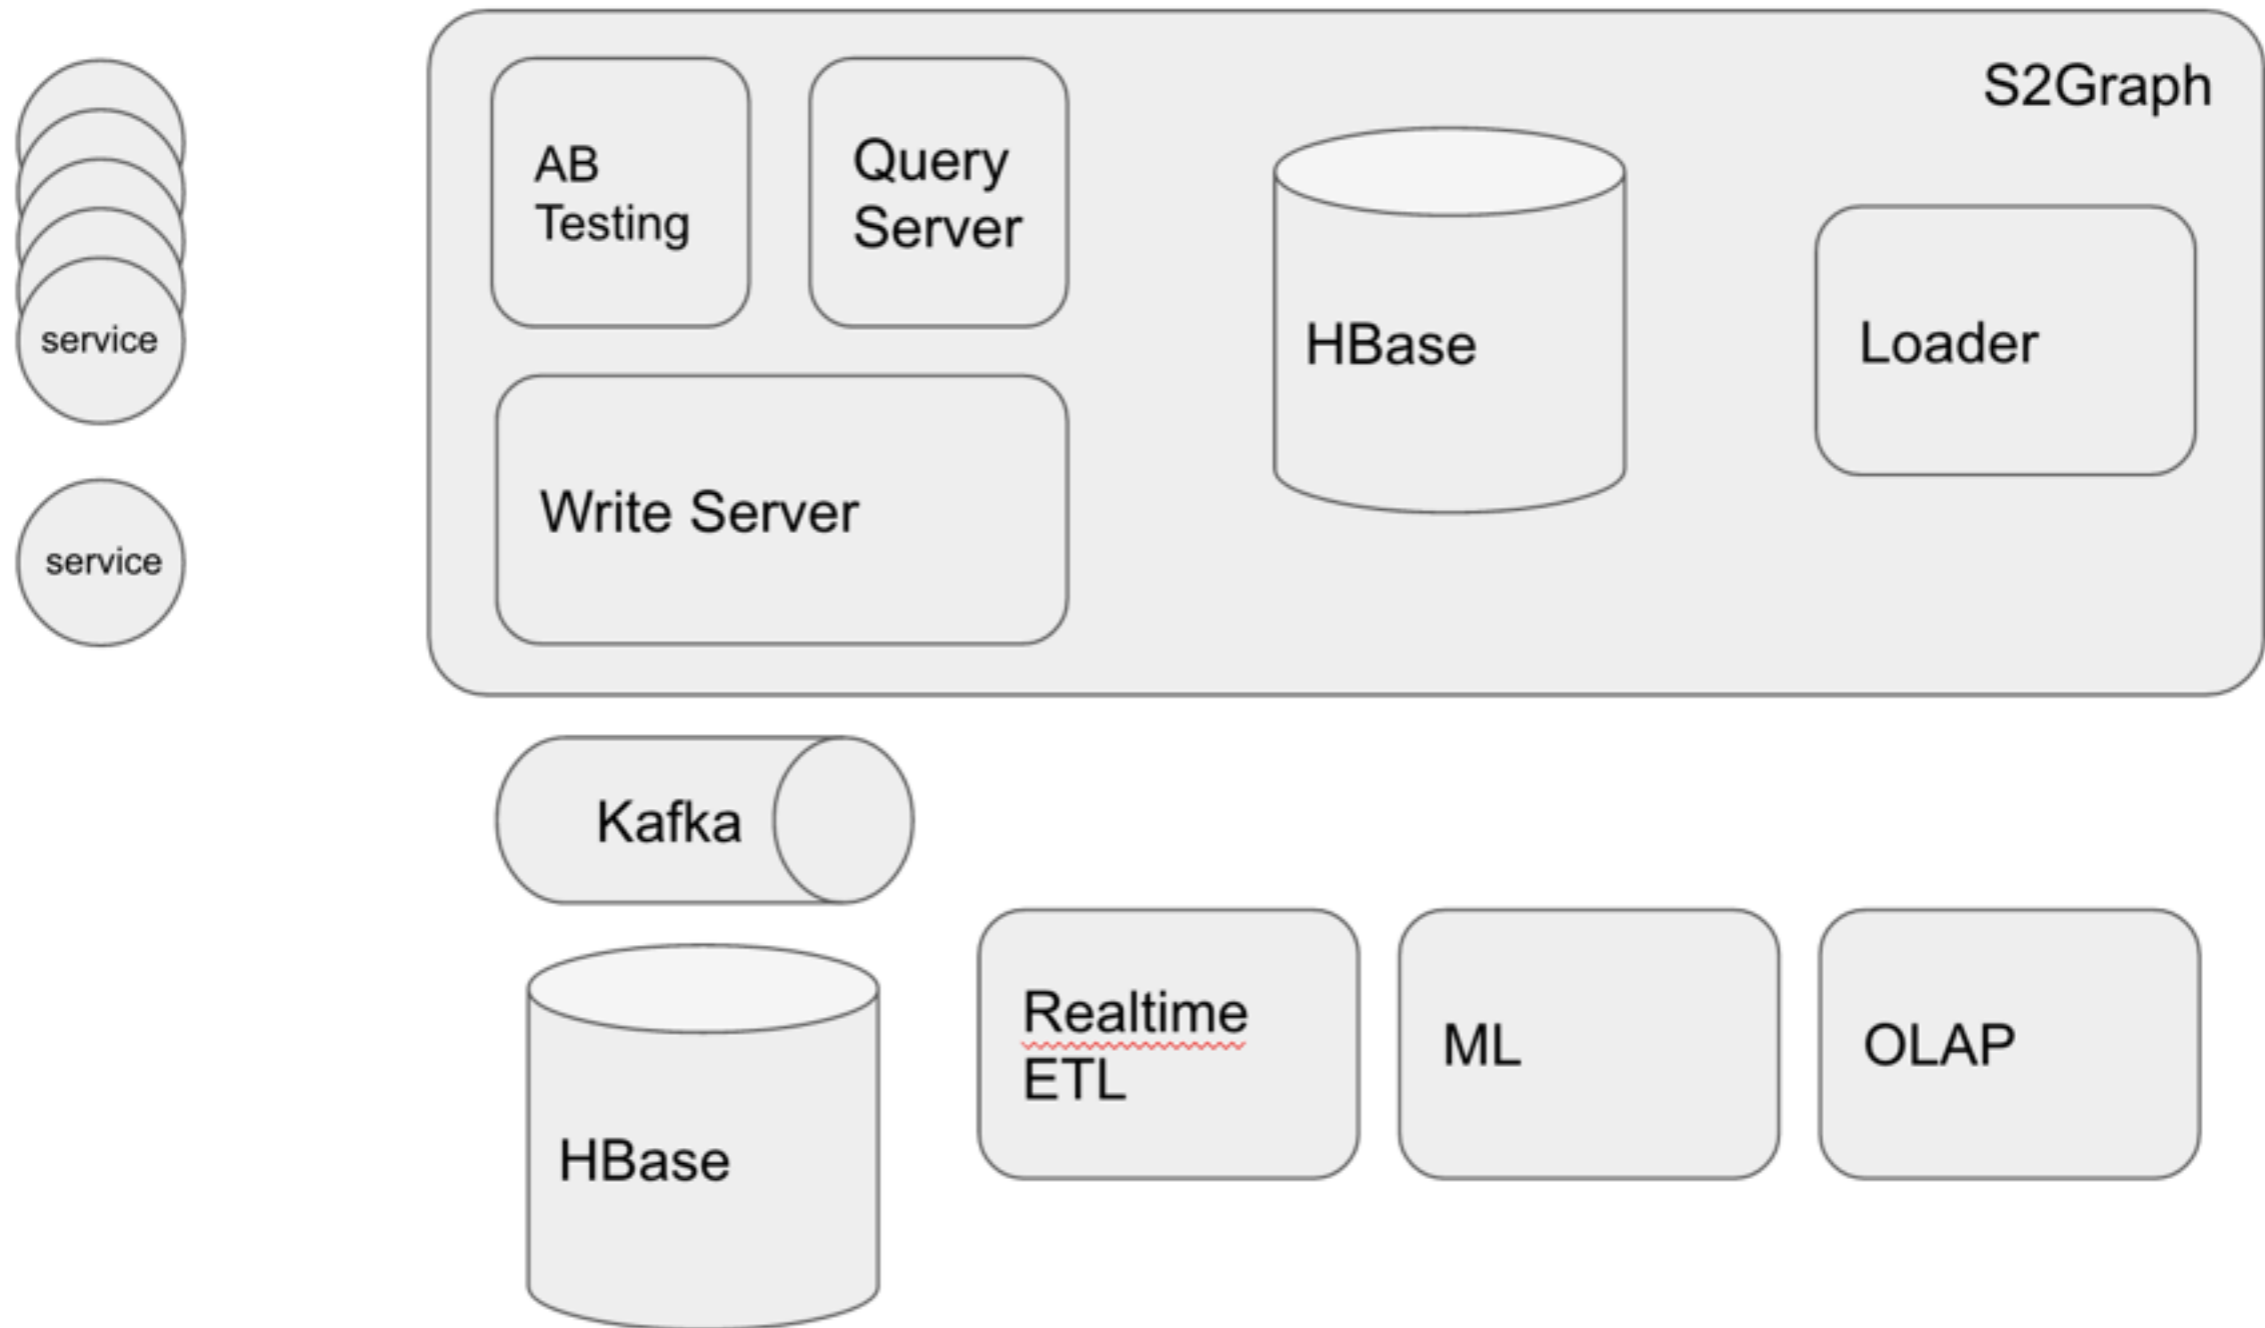 S2Graph
AB
Testing
Query
Server
HBase
Loader
service
Write Server
service
Kafka
Realtime
ETL
ML
OLAP
HBase